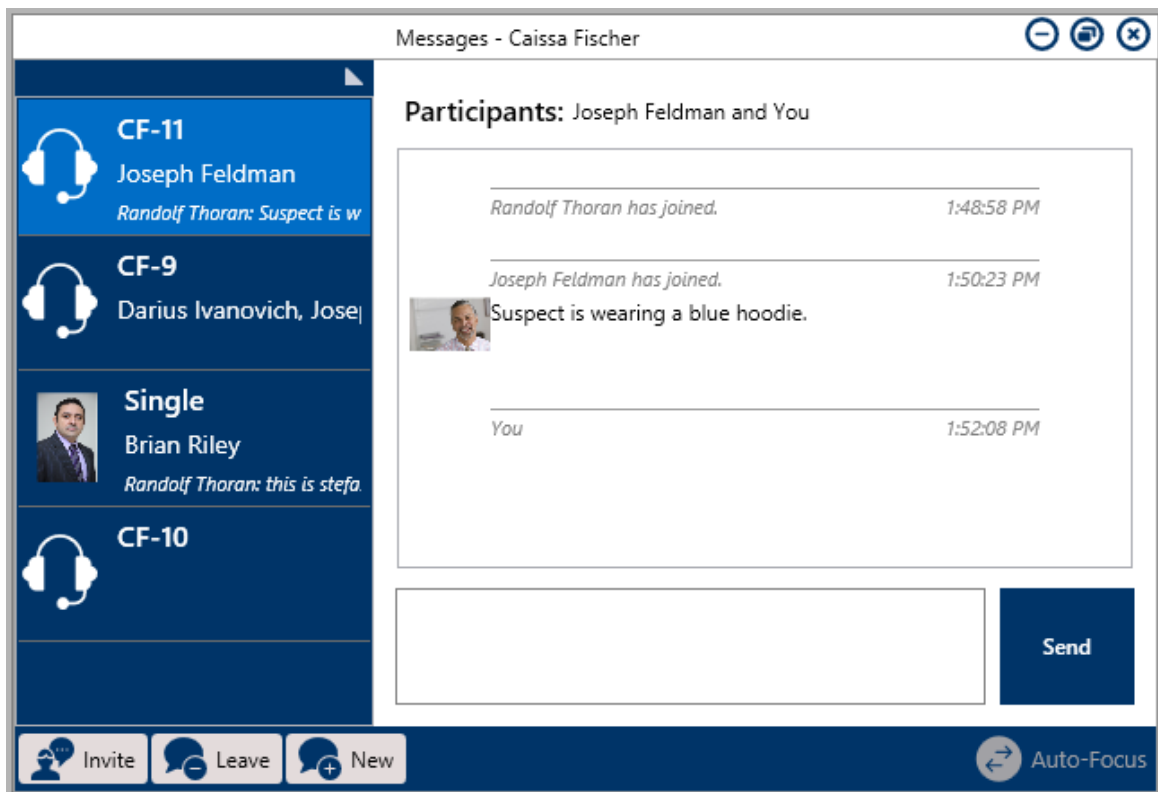 Messages - Caissa Fischer
CF-11
Joseph Feldman
Randolf Thoran: Suspect is w
CF-9
Darius Ivanovich, Josep
Single
Brian Riley
Randolf Thoran: this is stefa
CF-10
Participants: Joseph Feldman and You
Randolf Thoran has joined. 1:48:58 PM
Joseph Feldman has joined. 1:50:23 PM
Suspect is wearing a blue hoodie.
You 1:52:08 PM
Send
Invite
Leave
New
Auto-Focus